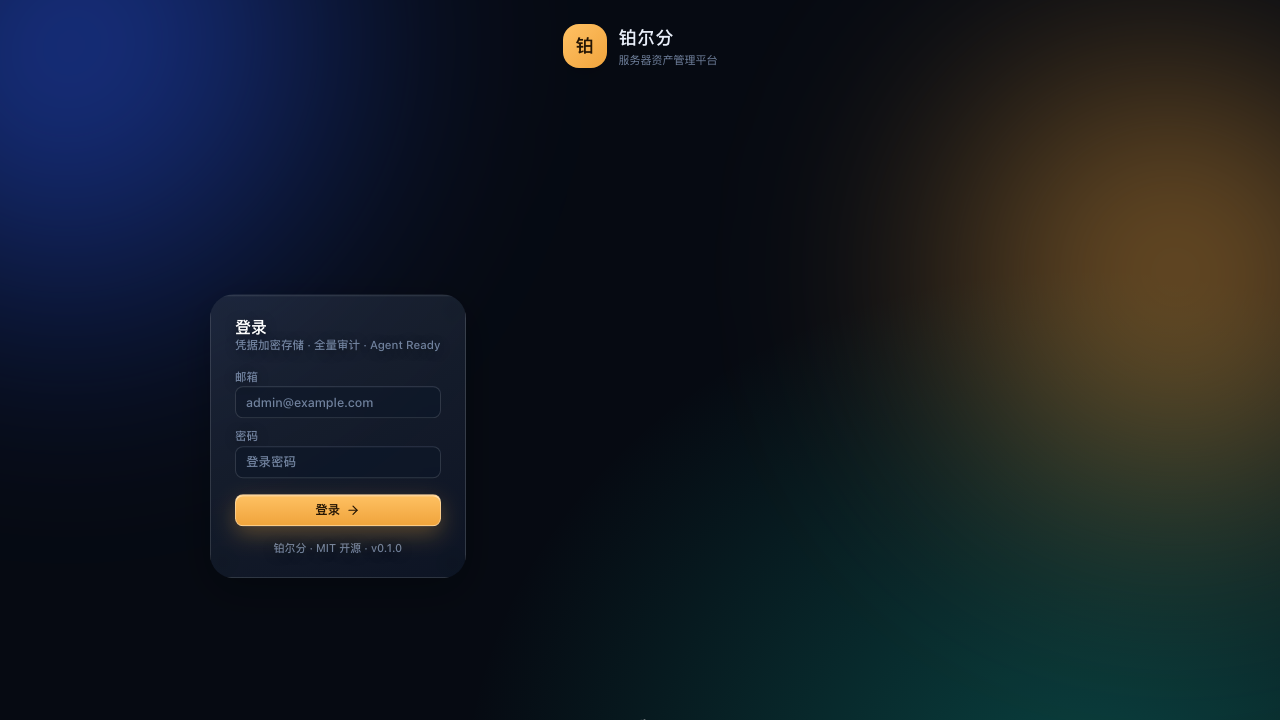 铂
铂尔分
服务器资产管理平台
登录
凭据加密存储 · 全量审计 · Agent Ready
邮箱
admin@example.com
密码
登录密码
登录 →
铂尔分 · MIT 开源 · v0.1.0